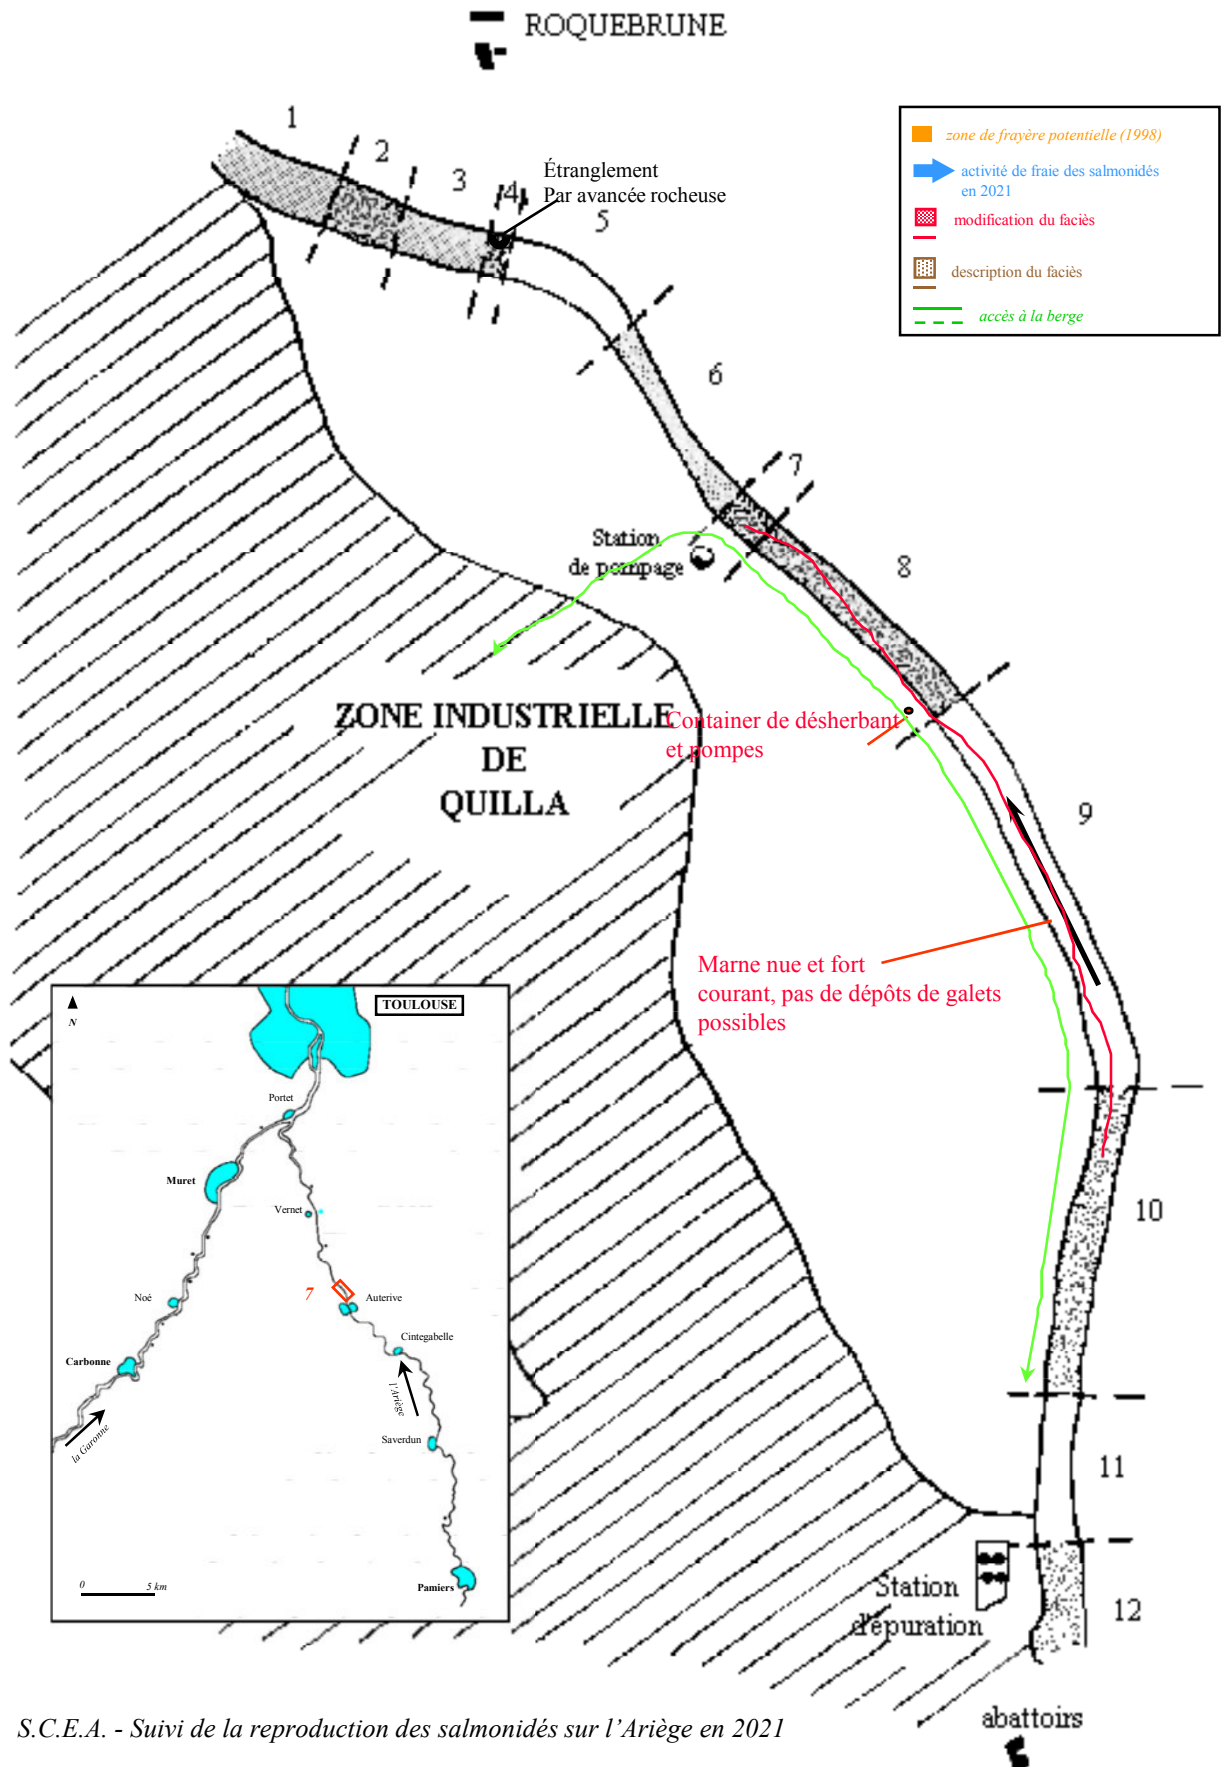 ROQUEBRUNE
1
2
3
4
5
Étranglement
Par avancée rocheuse
zone de frayère potentielle (1998)
activité de fraie des salmonidés
en 2021
modification du faciès
description du faciès
accès à la berge
6
7
8
Station
de pompage
ZONE INDUSTRIELLE
DE
QUILLA
Container de désherbant
et pompes
9
Marne nue et fort
courant, pas de dépôts de galets
possibles
10
11
12
Station
d'épuration
abattoirs
N
TOULOUSE
Portet
Muret
Vernet
7
Auterive
Noé
Cintegabelle
Carbonne
l'Ariège
la Garonne
Saverdun
Pamiers
0 5 km
S.C.E.A. - Suivi de la reproduction des salmonidés sur l'Ariège en 2021